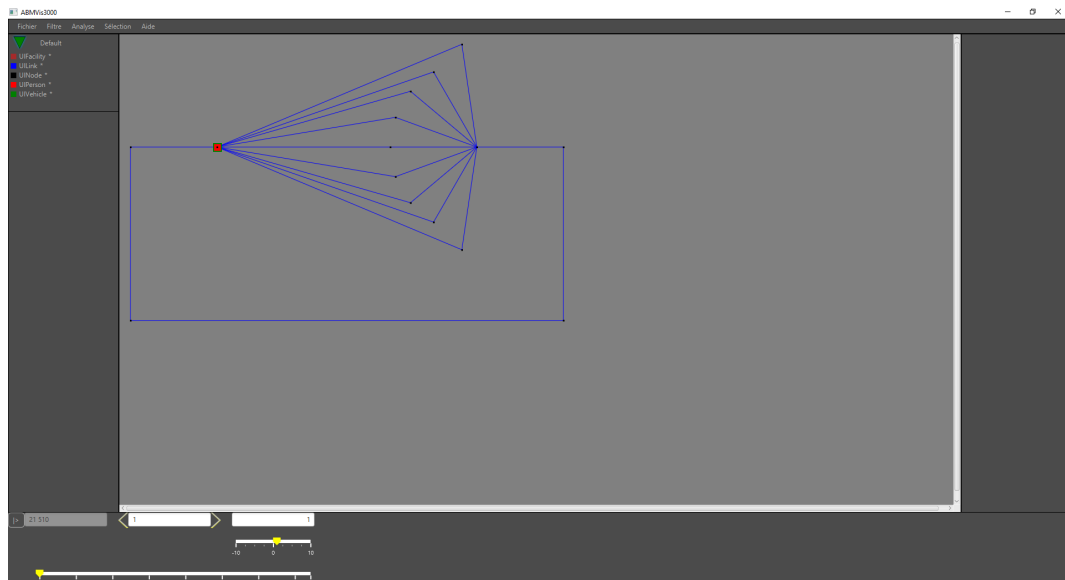 ABMVis3000
Fichier Filtre Analyse Sélection Aide
Default
UIFacility *
UILink *
UINode *
UIPerson *
UIVehicle *
|> 21 510 1 1
-10 0 10